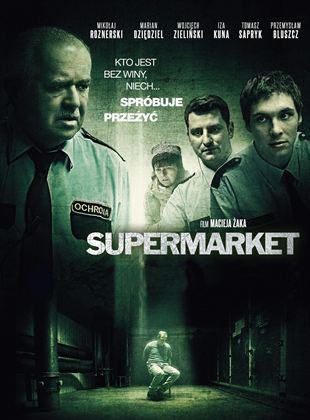 MIKOŁAJ ROZNERSKI
MARIAN DZIĘDZIEL
WOJCIECH ZIELIŃSKI
IZA KUNA
TOMASZ SAPRYK
PRZEMYSŁAW BLUSZCZ
KTO JEST
BEZ WINY,
NIECH...
SPRÓBUJE
PRZEŻYĆ
OCHRONA
FILM MACIEJA ŻAKA
SUPERMARKET